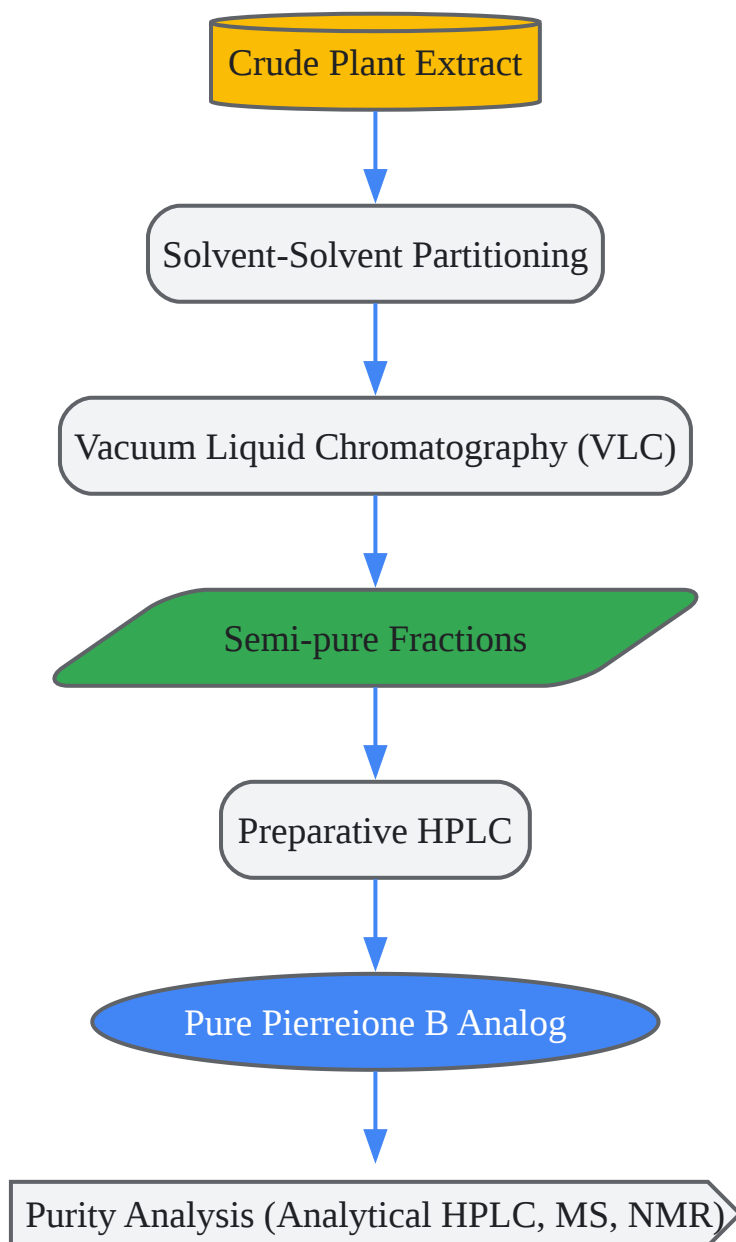 Crude Plant Extract
Solvent-Solvent Partitioning
Vacuum Liquid Chromatography (VLC)
Semi-pure Fractions
Preparative HPLC
Pure Pierreione B Analog
Purity Analysis (Analytical HPLC, MS, NMR)